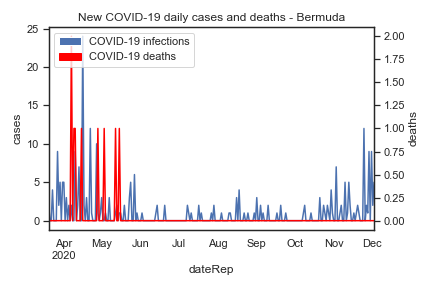 New COVID-19 daily cases and deaths - Bermuda
COVID-19 infections
COVID-19 deaths
25
20
15
10
5
0
cases
2.00
1.75
1.50
1.25
1.00
0.75
0.50
0.25
0.00
deaths
Apr May Jun Jul Aug Sep Oct Nov Dec
2020
dateRep